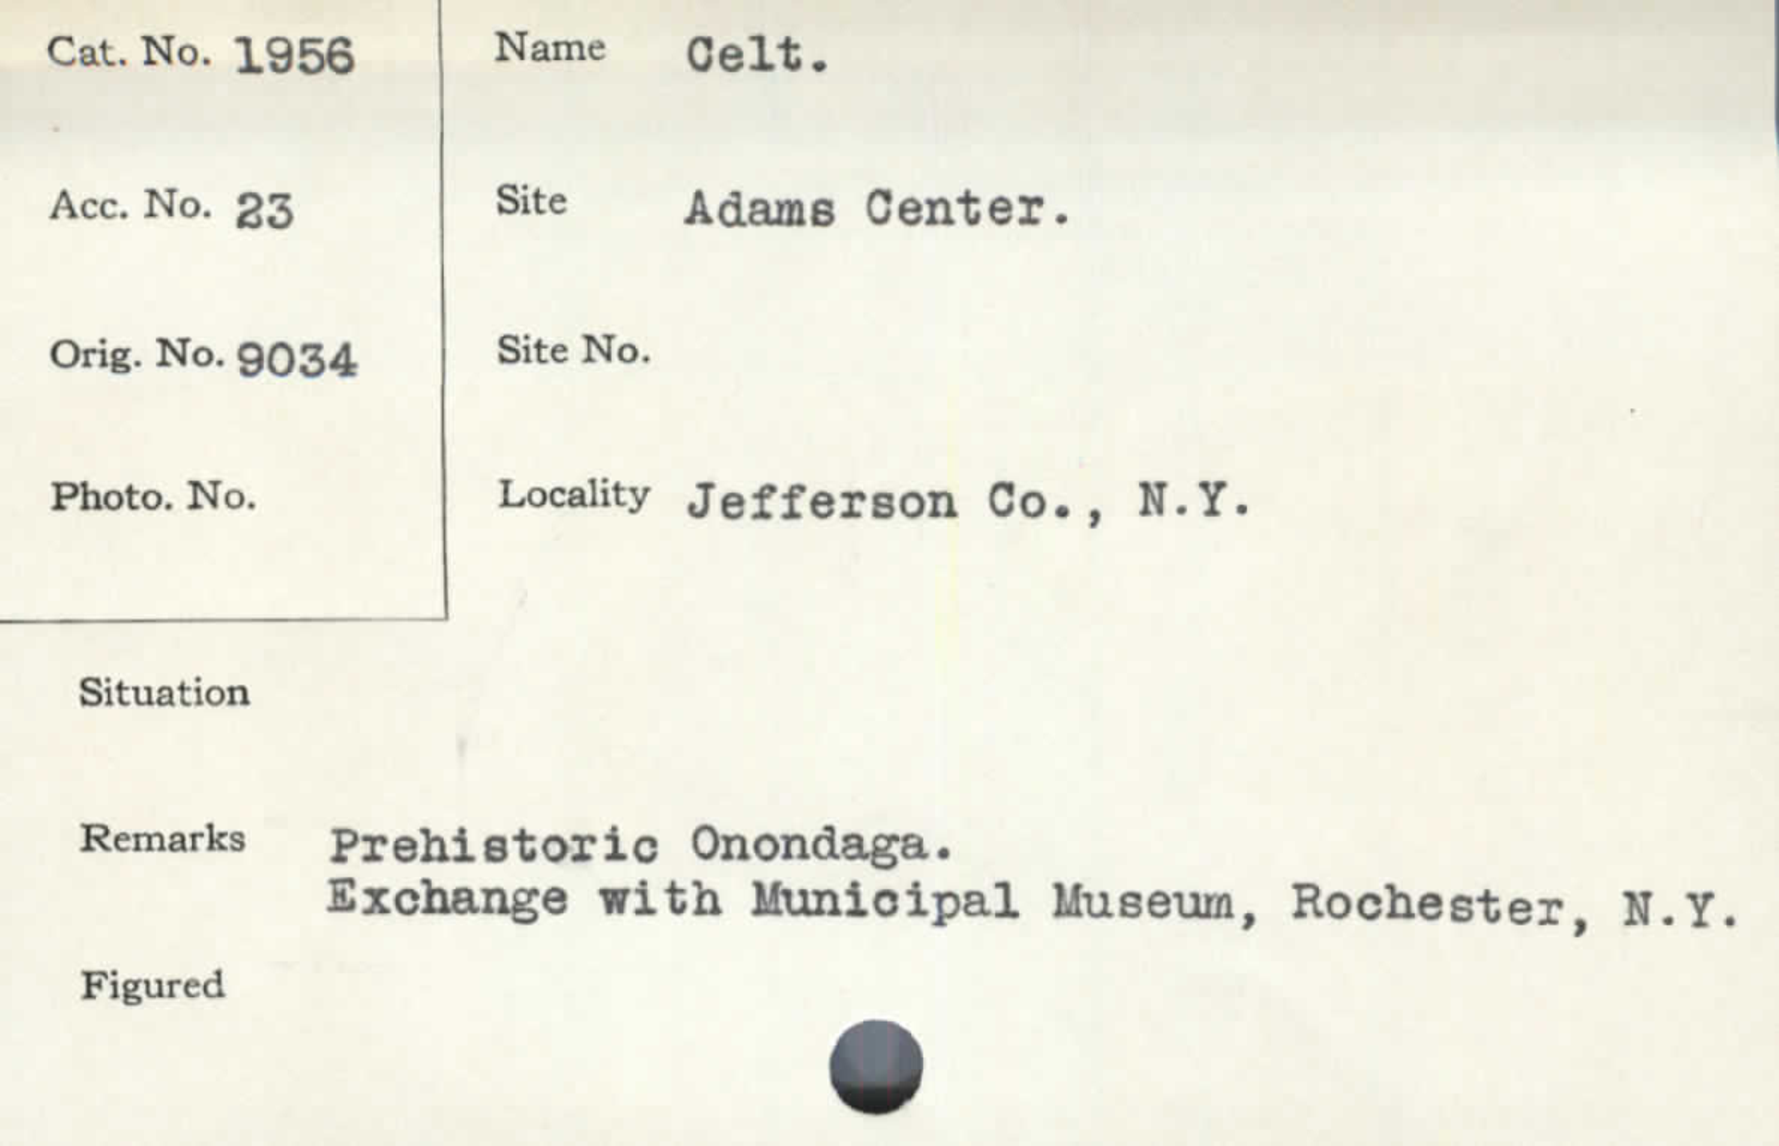 Cat. No. 1956
Name Celt.
Acc. No. 23
Site Adams Center.
Orig. No. 9034
Site No.
Photo. No.
Locality Jefferson Co., N.Y.
Situation
Remarks Prehistoric Onondaga.
Exchange with Municipal Museum, Rochester, N.Y.
Figured